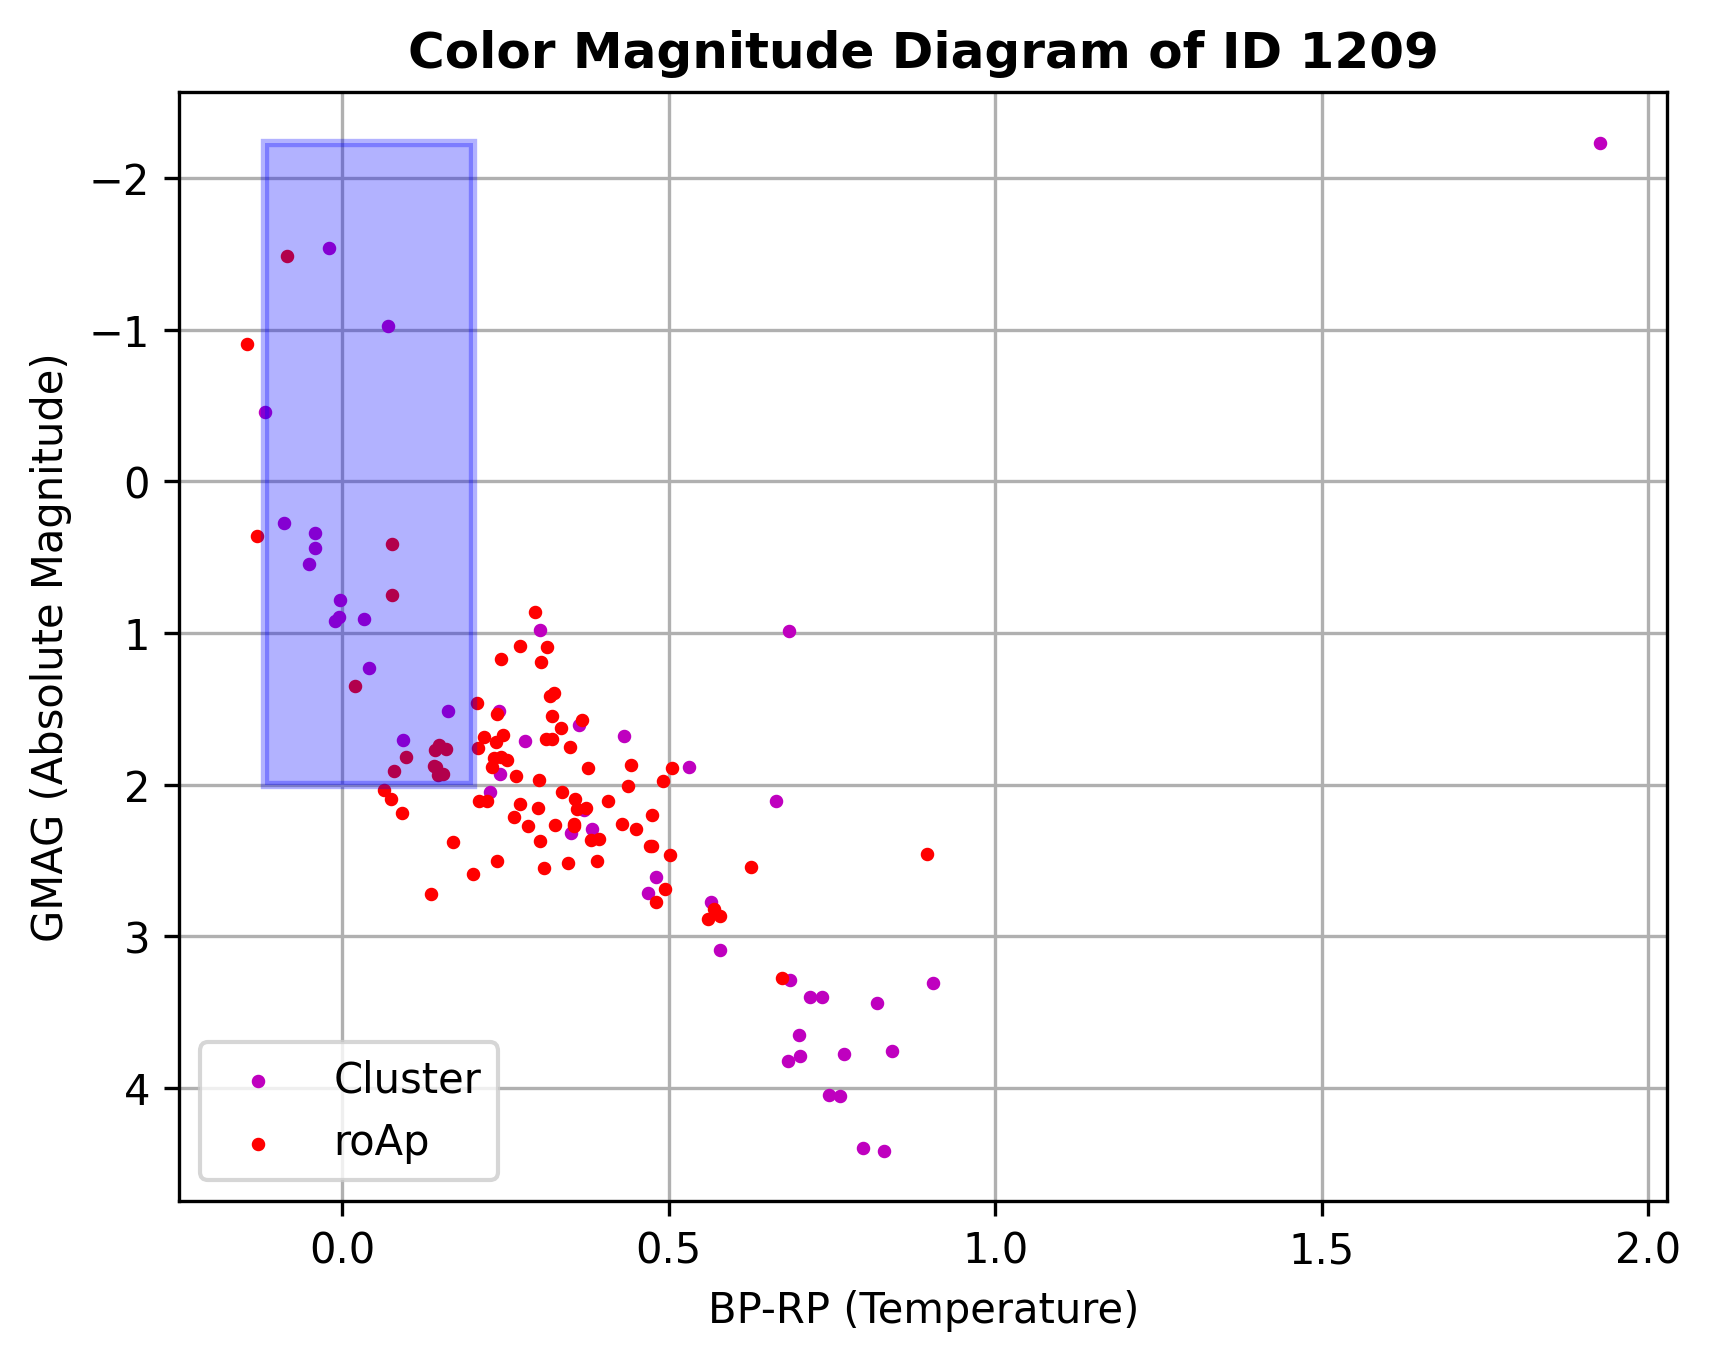 Color Magnitude Diagram of ID 1209
GMAG (Absolute Magnitude)
−2
−1
0
1
2
3
4
Cluster
roAp
0.0 0.5 1.0 1.5 2.0
BP-RP (Temperature)